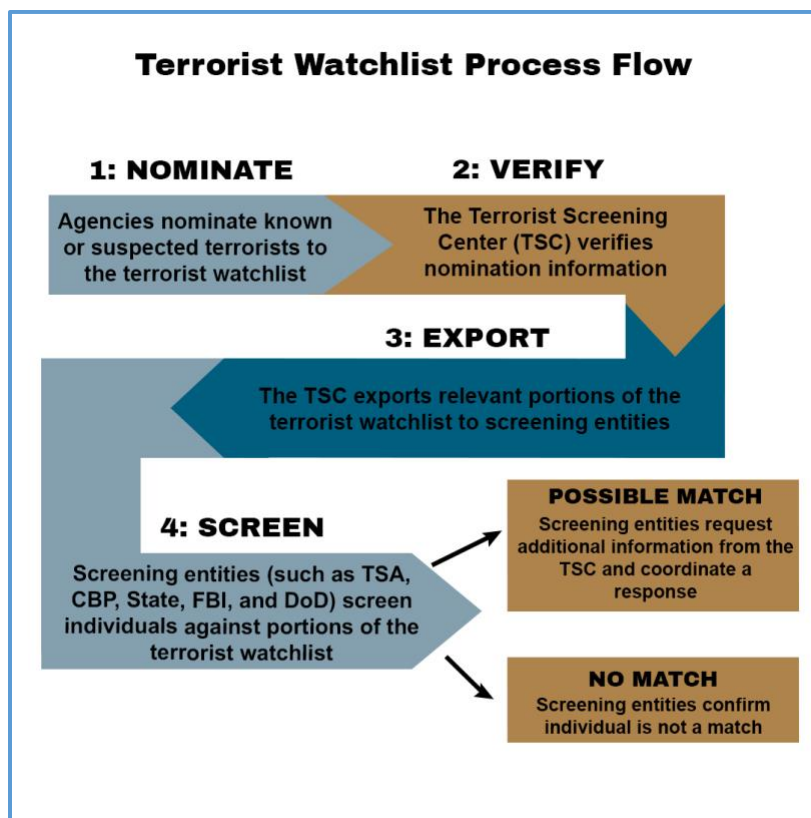 Terrorist Watchlist Process Flow
1: NOMINATE
Agencies nominate known
or suspected terrorists to
the terrorist watchlist
2: VERIFY
The Terrorist Screening
Center (TSC) verifies
nomination information
3: EXPORT
The TSC exports relevant portions of the
terrorist watchlist to screening entities
4: SCREEN
Screening entities (such as TSA,
CBP, State, FBI, and DoD) screen
individuals against portions of the
terrorist watchlist
POSSIBLE MATCH
Screening entities request
additional information from the
TSC and coordinate a
response
NO MATCH
Screening entities confirm
individual is not a match